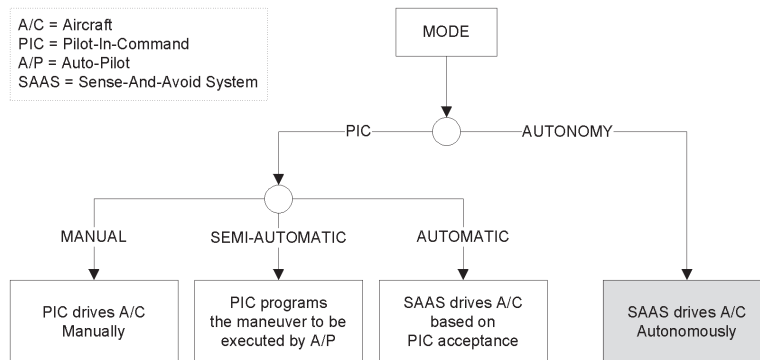 A/C = Aircraft
PIC = Pilot-In-Command
A/P = Auto-Pilot
SAAS = Sense-And-Avoid System
MODE
PIC
AUTONOMY
MANUAL
SEMI-AUTOMATIC
AUTOMATIC
PIC drives A/C
Manually
PIC programs
the maneuver to be
executed by A/P
SAAS drives A/C
based on
PIC acceptance
SAAS drives A/C
Autonomously